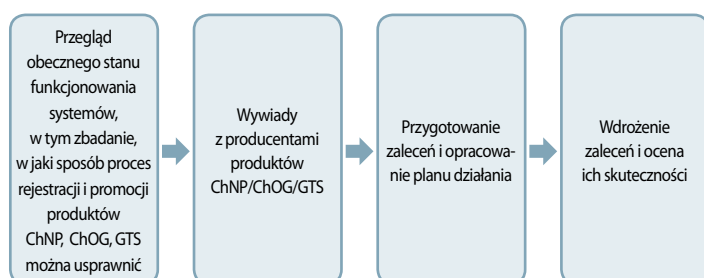 Przegląd
obecnego stanu
funkcjonowania
systemów,
w tym zbadanie,
w jaki sposób proces
rejestracji i promocji
produktów
ChNP, ChOG, GTS
można usprawnić
Wywiady
z producentami
produktów
ChNP/ChOG/GTS
Przygotowanie
zaleceń i opracowa-
nie planu działania
Wdrożenie
zaleceń i ocena
ich skuteczności